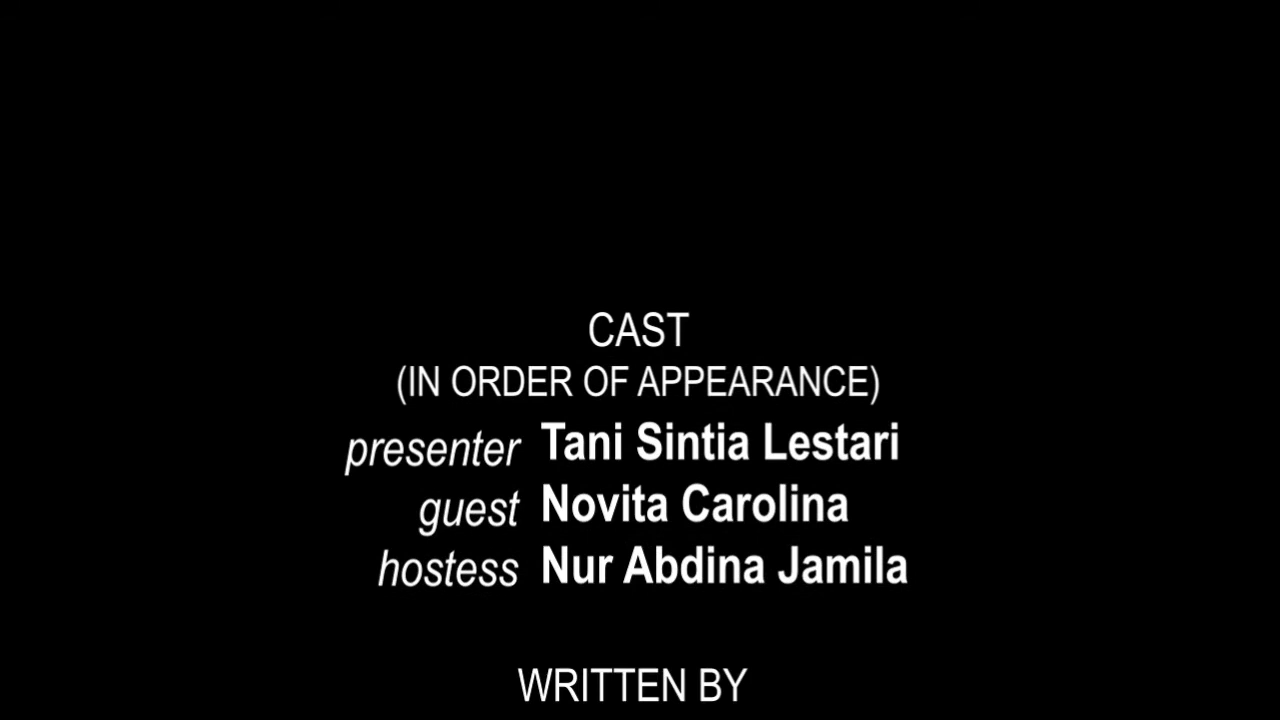 CAST
(IN ORDER OF APPEARANCE)
presenter Tani Sintia Lestari
guest Novita Carolina
hostess Nur Abdina Jamila
WRITTEN BY